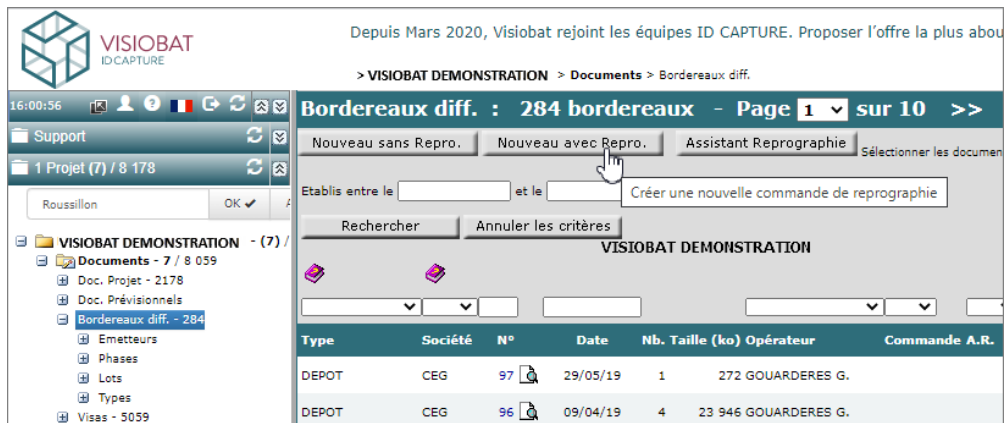 VISIOBAT
ID CAPTURE
Depuis Mars 2020, Visiobat rejoint les équipes ID CAPTURE. Proposer l'offre la plus
> VISIOBAT DEMONSTRATION > Documents > Bordereaux diff.
16:00:56
Support
1 Projet (7) / 8 178
Roussillon OK
VISIOBAT DEMONSTRATION - (7) /
Documents - 7 / 8 059
Doc. Projet - 2178
Doc. Prévisionnels
Bordereaux diff. - 284
Emetteurs
Phases
Lots
Types
Visas - 5059
Bordereaux diff. : 284 bordereaux - Page 1 sur 10 >>
Nouveau sans Repro. Nouveau avec Repro. Assistant Reprographie Sélectionner les
Etablis entre le et le
Créer une nouvelle commande de reprographie
Rechercher Annuler les critères
VISIOBAT DEMONSTRATION
Type Société N° Date Nb. Taille (ko) Opérateur Commande A.R.
DEPOT CEG 97 29/05/19 1 272 GOUARDERES G.
DEPOT CEG 96 09/04/19 4 23 946 GOUARDERES G.